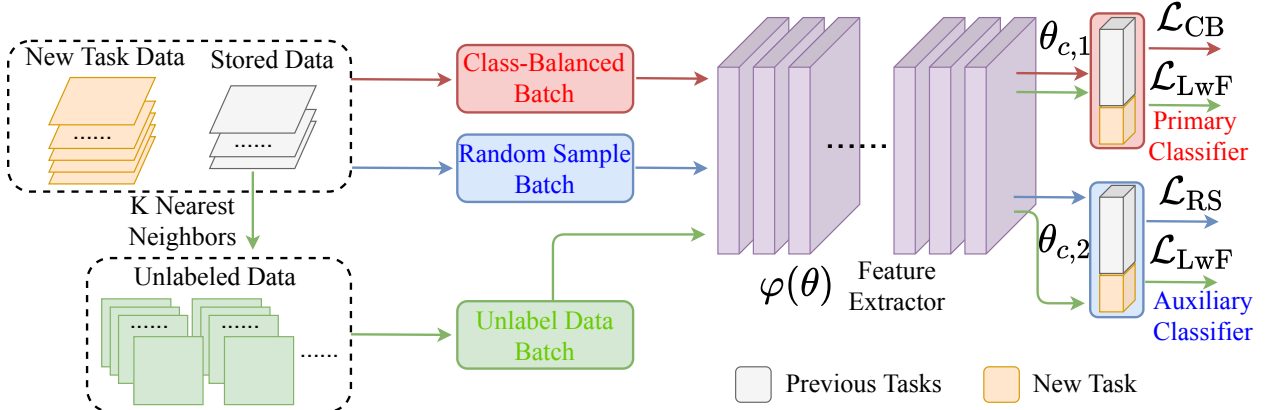 New Task Data
Stored Data
......
......
K Nearest
Neighbors
Unlabeled Data
......
......
......
Class-Balanced
Batch
Random Sample
Batch
Unlabel Data
Batch
......
φ(θ)
Feature
Extractor
θc,1
θc,2
ℒCB
ℒLwF
Primary
Classifier
ℒRS
ℒLwF
Auxiliary
Classifier
Previous Tasks
New Task